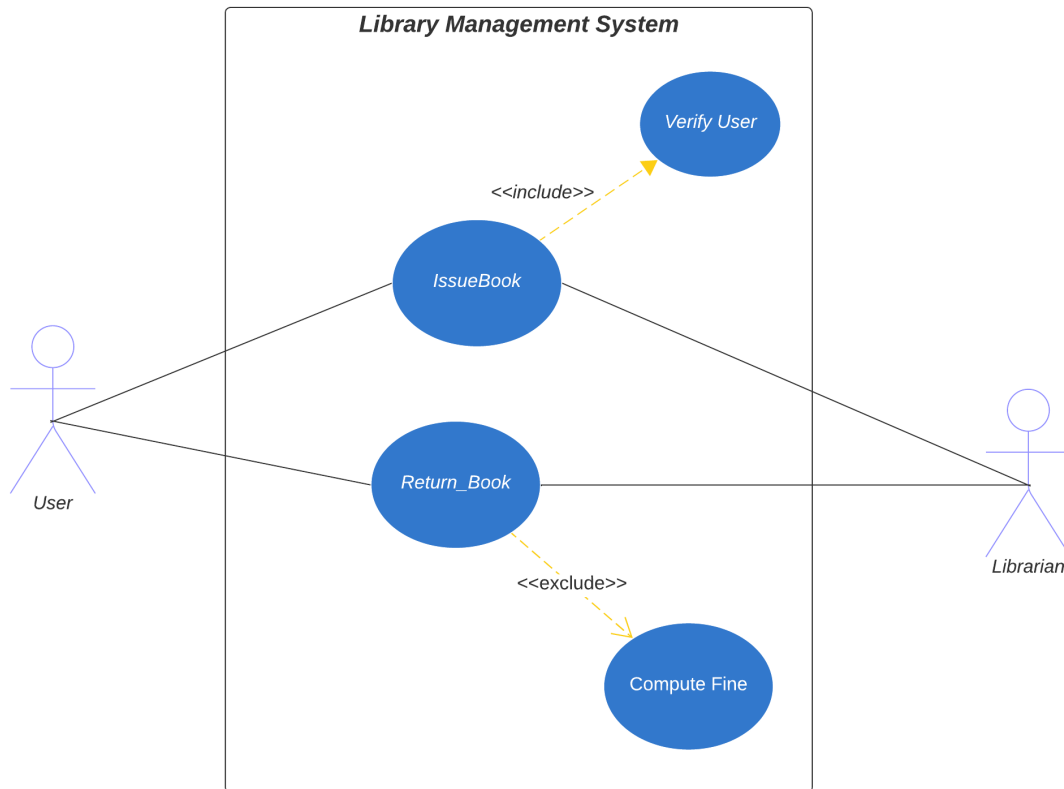 Library Management System
Verify User
<<include>>
IssueBook
Return_Book
User
Librarian
<<exclude>>
Compute Fine